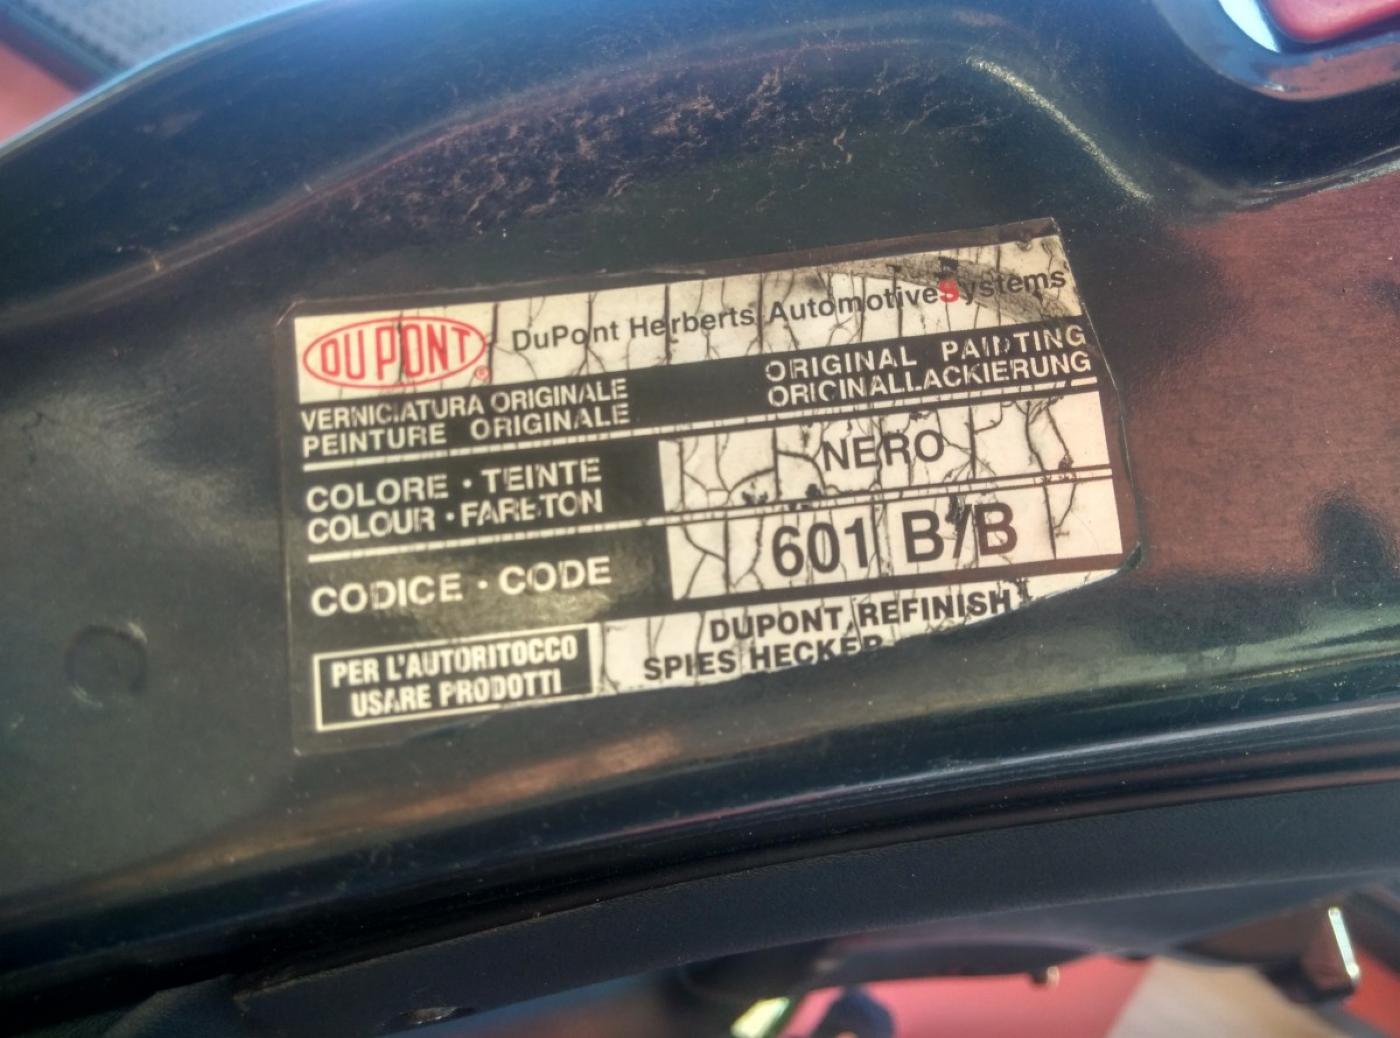 DU PONT ®
DuPont Herberts AutomotiveSystems
VERNICIATURA ORIGINALE ORIGINAL PAINTING
PEINTURE ORIGINALE ORIGINALLACKIERUNG
COLORE · TEINTE NERO
COLOUR · FARBTON
CODICE · CODE 601 B/B
PER L'AUTORITOCCO DUPONT REFINISH
USARE PRODOTTI SPIES HECKER